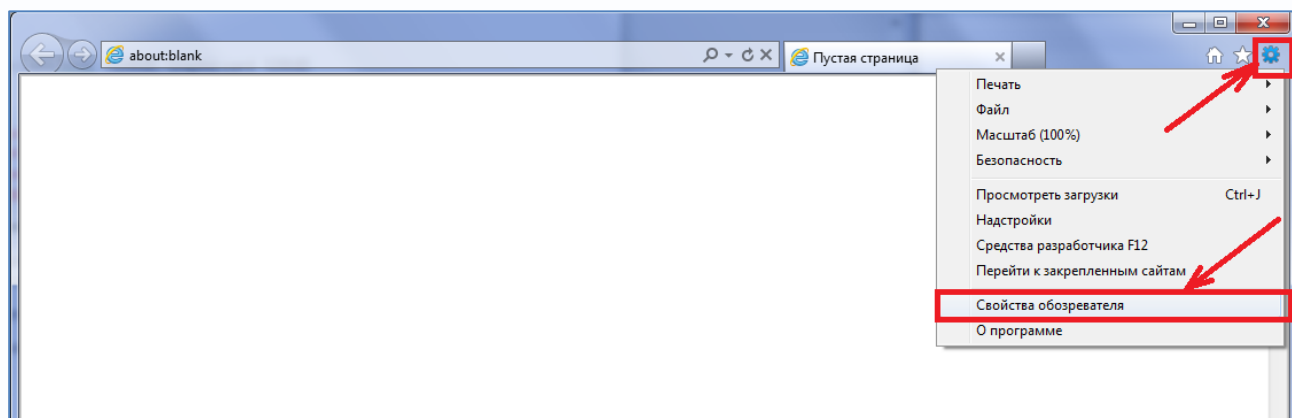 about:blank
Пустая страница
Печать
Файл
Масштаб (100%)
Безопасность
Просмотреть загрузки Ctrl+J
Надстройки
Средства разработчика F12
Перейти к закрепленным сайтам
Свойства обозревателя
О программе